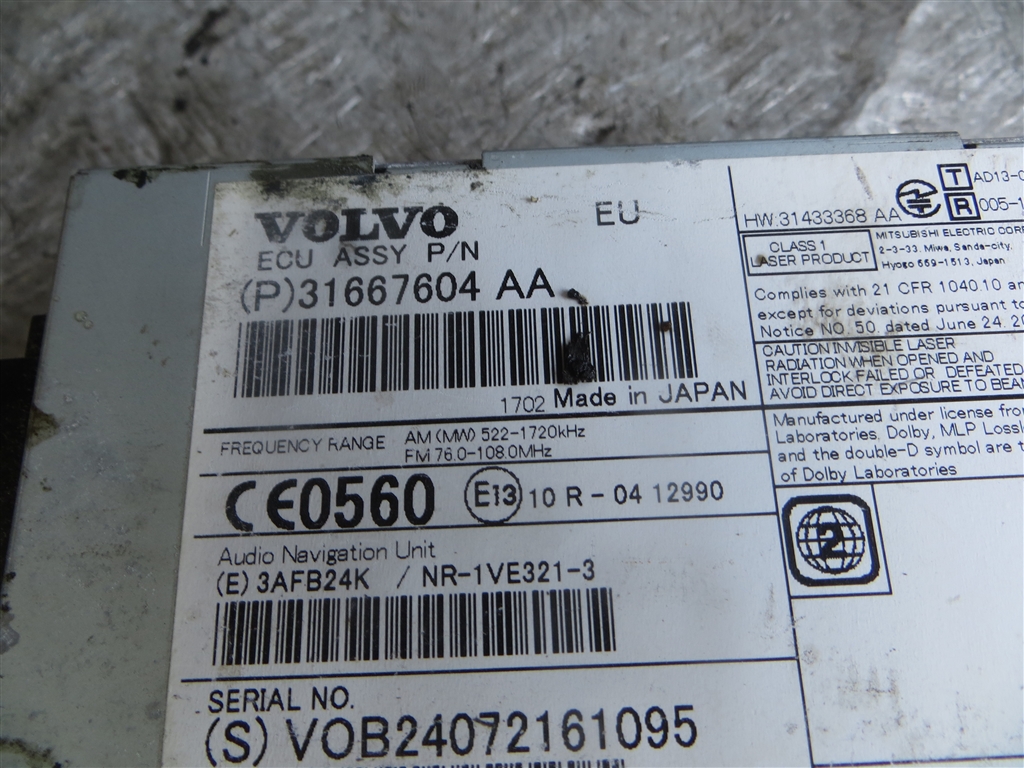 VOLVO
EU
ECU ASSY P/N
(P)31667604 AA
1702 Made in JAPAN
FREQUENCY RANGE
AM (MW) 522-1720kHz
FM 76.0-108.0MHz
CE0560 E13 10 R - 04 12990
Audio Navigation Unit
(E) 3AFB24K / NR-1VE321-3
SERIAL NO.
(S) VOB24072161095
HW:31433368 AA
T
R
005-1
CLASS 1
LASER PRODUCT
MITSUBISHI ELECTRIC
2-3-33, Miwa, Sanda-city,
Hyogo 669-1513, Japan
Complies with 21 CFR 1040.10
except for deviations pursuant to
Notice NO. 50, dated June 24,
CAUTION INVISIBLE LASER
RADIATION WHEN OPENED AND
INTERLOCK FAILED OR DEFEATED
AVOID DIRECT EXPOSURE TO
Manufactured under license
Laboratories. Dolby, MLP
and the double-D symbol are
of Dolby Laboratories
2